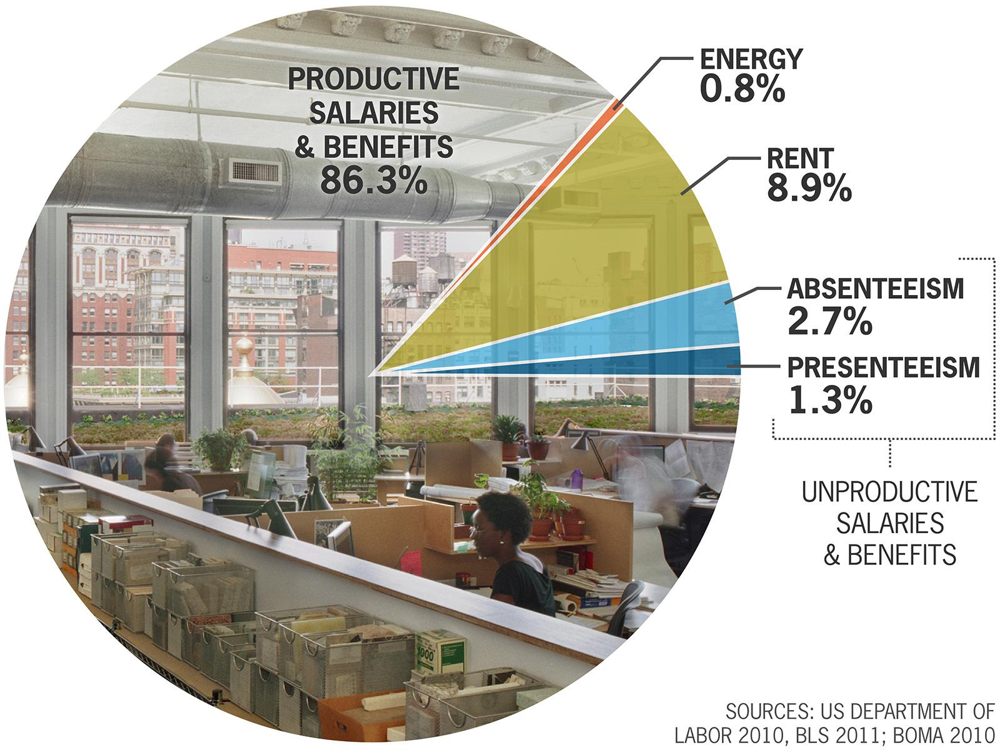 PRODUCTIVE
SALARIES
& BENEFITS
86.3%
ENERGY
0.8%
RENT
8.9%
ABSENTEEISM
2.7%
PRESENTEEISM
1.3%
UNPRODUCTIVE
SALARIES
& BENEFITS
1000
SOURCES: US DEPARTMENT OF
LABOR 2010, BLS 2011; BOMA 2010